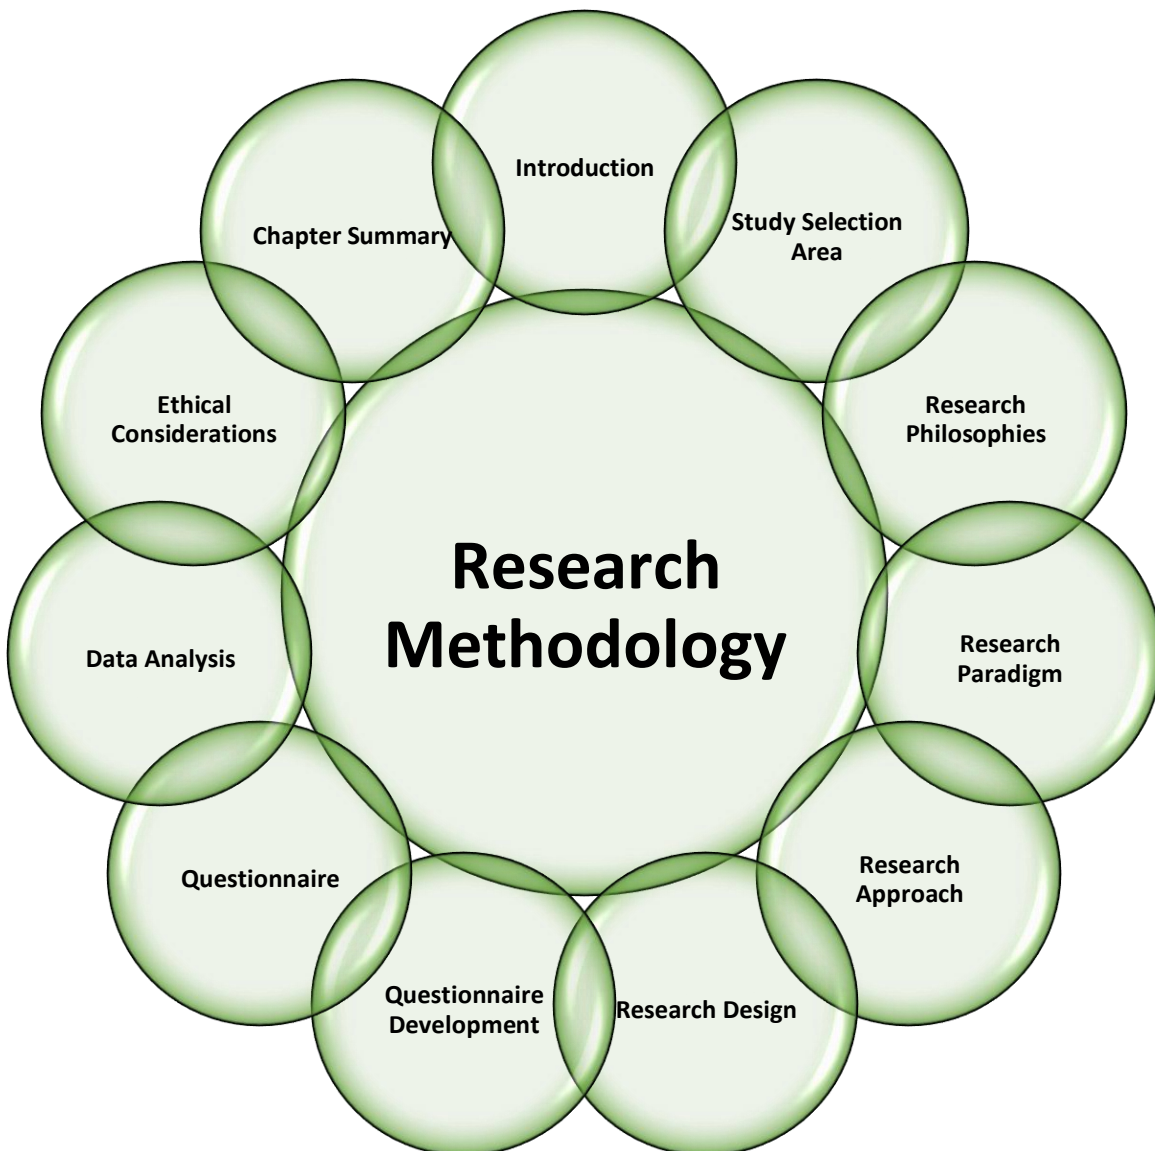 Introduction
Study Selection
Area
Research
Philosophies
Research
Paradigm
Research
Approach
Research Design
Questionnaire
Development
Questionnaire
Data Analysis
Ethical
Considerations
Chapter Summary
Research
Methodology